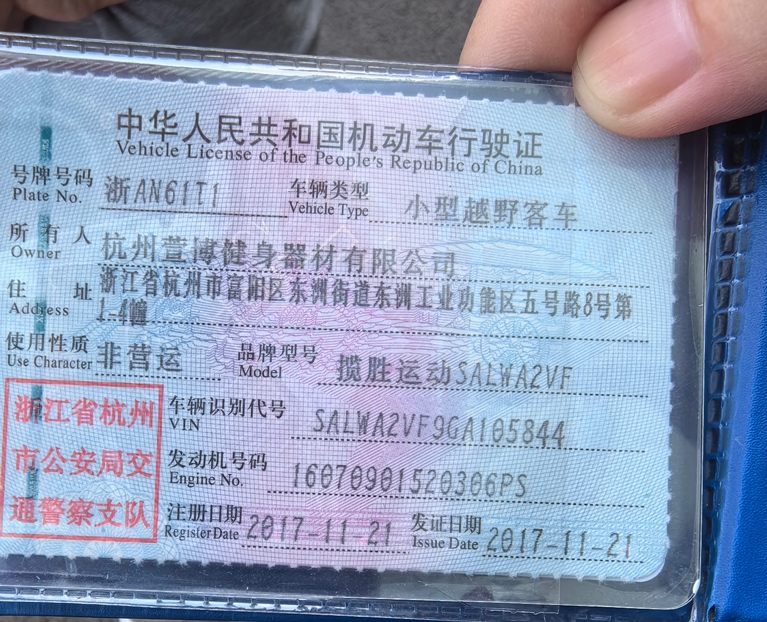 中华人民共和国机动车行驶证
Vehicle License of the People's Republic of China
号牌号码 浙AN61T1 车辆类型 小型越野客车
Plate No. Vehicle Type
所有人 杭州萱博健身器材有限公司
Owner
住址 浙江省杭州市富阳区东洲街道东洲工业功能区五号路8号第
Address 1-4幢
使用性质 非营运 品牌型号 揽胜运动SALWA2VF
Use Character Model
浙江省杭州
市公安局交
通警察支队
车辆识别代号 SALWA2VF9GA105844
VIN
发动机号码 16070901520306PS
Engine No.
注册日期 2017-11-21 发证日期 2017-11-21
Register Date Issue Date